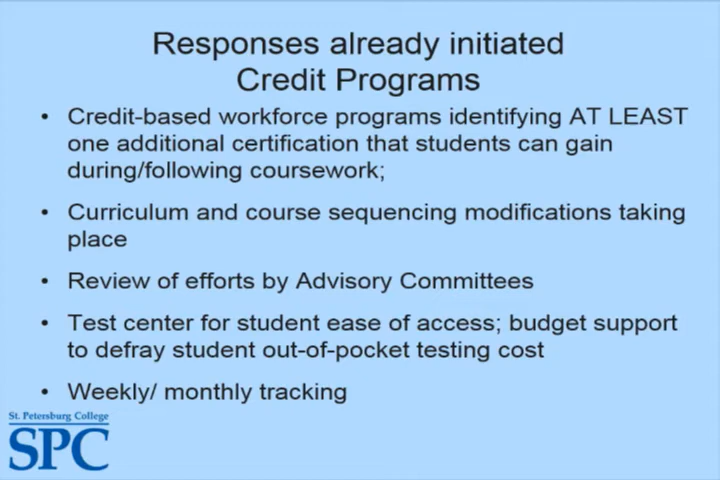 Responses already initiated
Credit Programs
• Credit-based workforce programs identifying AT LEAST
one additional certification that students can gain
during/following coursework;
• Curriculum and course sequencing modifications taking
place
• Review of efforts by Advisory Committees
• Test center for student ease of access; budget support
to defray student out-of-pocket testing cost
• Weekly/ monthly tracking
St. Petersburg College
SPC